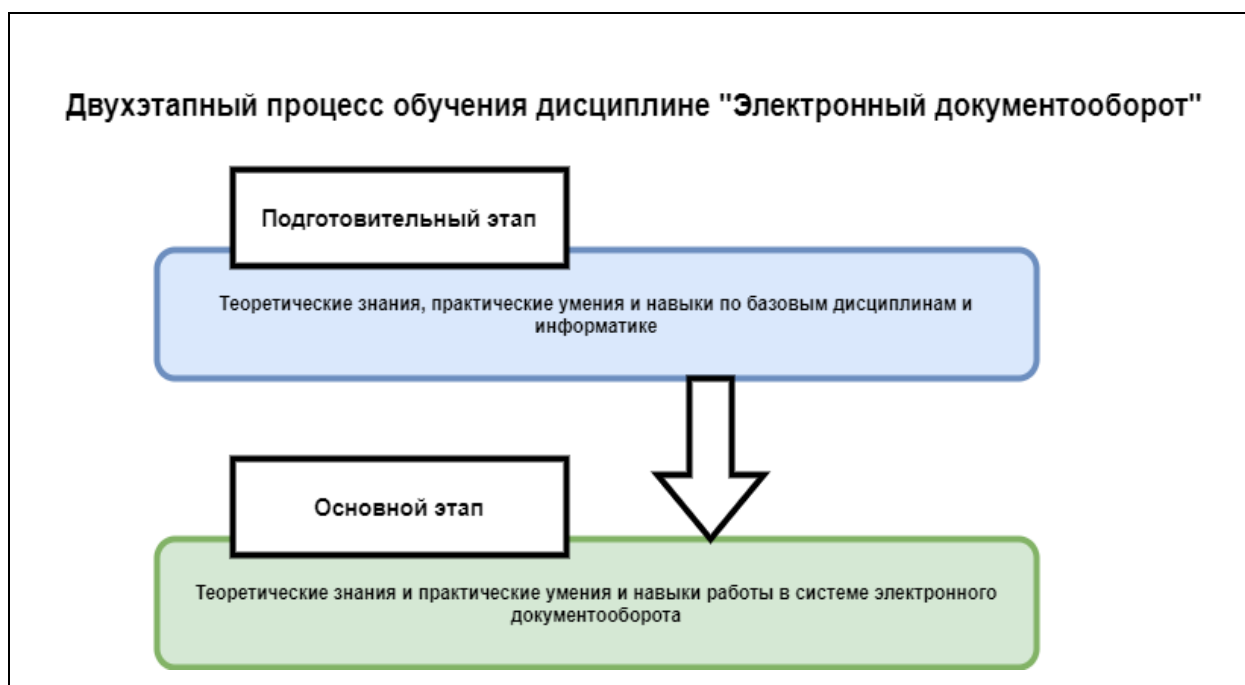 Двухэтапный процесс обучения дисциплине "Электронный документооборот"
Подготовительный этап
Теоретические знания, практические умения и навыки по базовым дисциплинам и
информатике
Основной этап
Теоретические знания и практические умения и навыки работы в системе электронного
документооборота